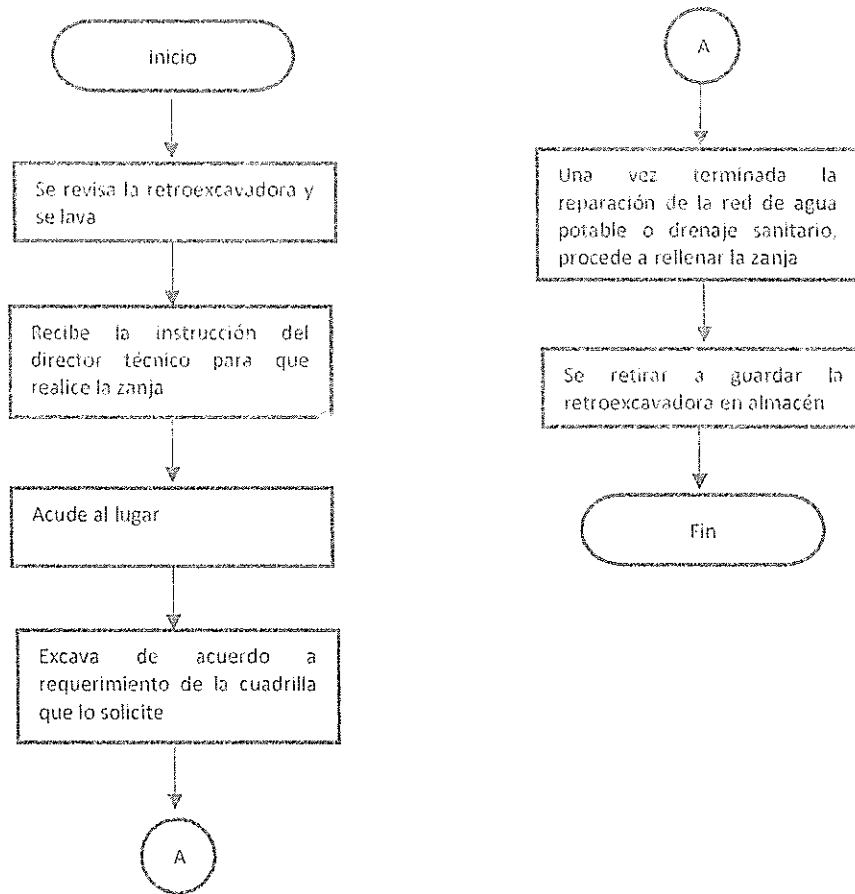 inicio
Se revisa la retroexcavadora y
se lava
Recibe la instrucción del
director técnico para que
realice la zanja
Acude al lugar
Excava de acuerdo a
requerimiento de la cuadrilla
que lo solicite
A
A
Una vez terminada la
reparación de la red de agua
potable o drenaje sanitario,
procede a rellenar la zanja
Se retirar a guardar la
retroexcavadora en almacén
Fin